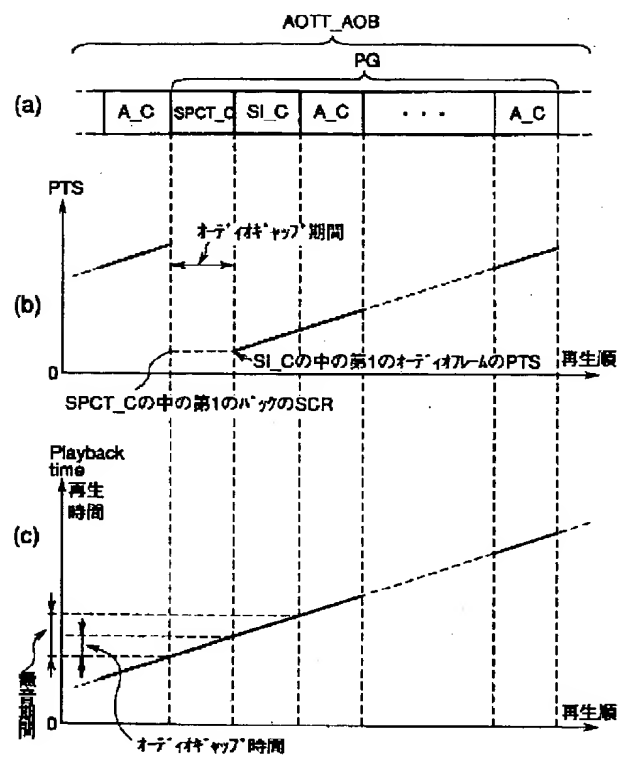 AOTT_AOB
PG
(a)
A_C SPCT_C SI_C A_C ・・・ A_C
PTS
オーディオギャップ期間
(b)
0
SI_Cの中の第1のオーディオフレームのPTS
再生順
SPCT_Cの中の第1のパックのSCR
Playback
time
再生
時間
(c)
無音期間
0
再生順
オーディオギャップ時間